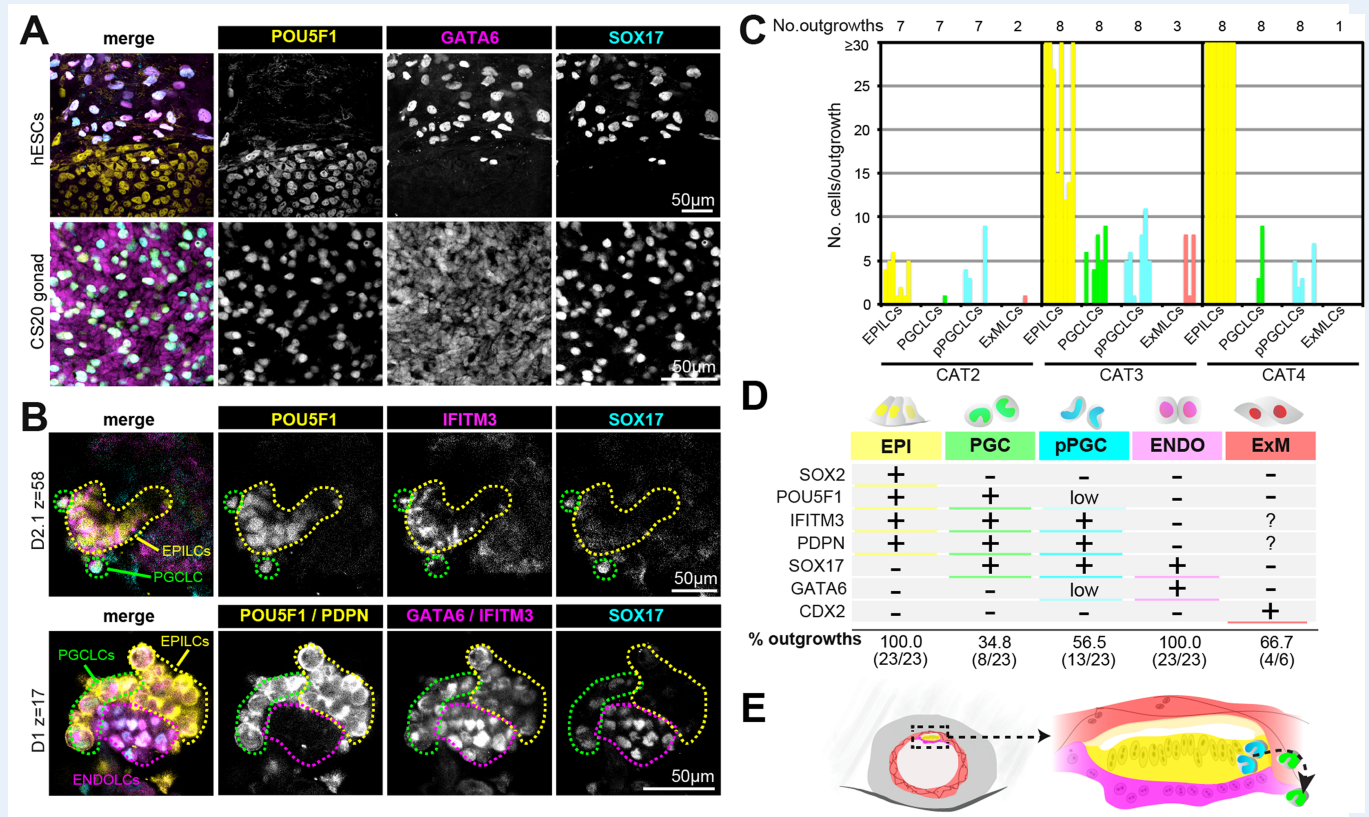 A
merge
POU5F1
GATA6
SOX17
hESCs
50µm
CS20 gonad
50µm
B
merge
POU5F1
IFITM3
SOX17
D2.1 z=58
EPILCs
PGCLC
50µm
merge
POU5F1 / PDPN
GATA6 / IFITM3
SOX17
D1 z=17
PGCLCs
EPILCs
ENDOLCs
50µm
C
No.outgrowths 7 7 7 2 8 8 8 3 8 8 8 1
No. cells/outgrowth
≥30
25
20
15
10
5
0
EPILCs PGCLCs pPGCLCs ExMLCs EPILCs PGCLCs pPGCLCs ExMLCs EPILCs PGCLCs pPGCLCs ExMLCs
CAT2 CAT3 CAT4
D
EPI PGC pPGC ENDO ExM
SOX2 + - - - -
POU5F1 + + low - -
IFITM3 + + + - ?
PDPN + + + - ?
SOX17 - + + + -
GATA6 - - low + -
CDX2 - - - - +
% outgrowths 100.0 34.8 56.5 100.0 66.7
(23/23) (8/23) (13/23) (23/23) (4/6)
E